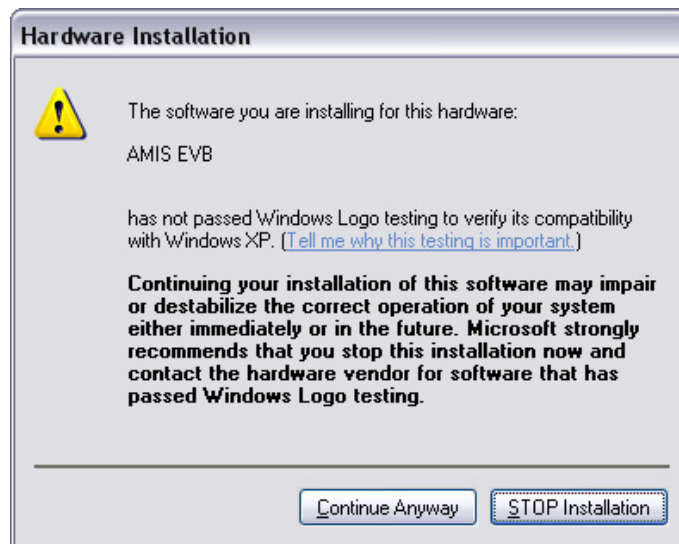 Hardware Installation
The software you are installing for this hardware:
AMIS EVB
has not passed Windows Logo testing to verify its compatibility
with Windows XP. (Tell me why this testing is important.)
Continuing your installation of this software may impair
or destabilize the correct operation of your system
either immediately or in the future. Microsoft strongly
recommends that you stop this installation now and
contact the hardware vendor for software that has
passed Windows Logo testing.
Continue Anyway
STOP Installation